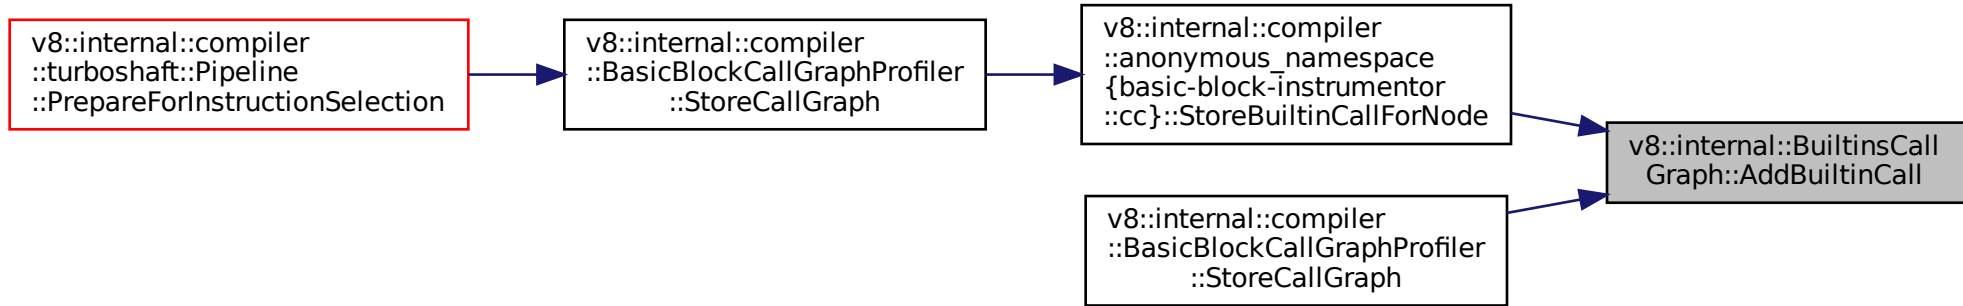 v8::internal::compiler
::turboshaft::Pipeline
::PrepareForInstructionSelection
v8::internal::compiler
::BasicBlockCallGraphProfiler
::StoreCallGraph
v8::internal::compiler
::anonymous_namespace
{basic-block-instrumentor
::cc}::StoreBuiltinCallForNode
v8::internal::BuiltinsCall
Graph::AddBuiltinCall
v8::internal::compiler
::BasicBlockCallGraphProfiler
::StoreCallGraph